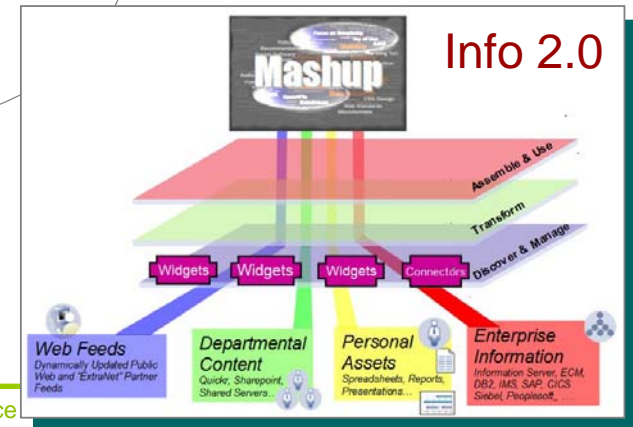 Info 2.0
Mashup
Assemble & Use
Transform
Discover & Manage
Widgets
Widgets
Widgets
Connectors
Web Feeds
Dynamically Updated Public
Web and "ExtraNet" Partner
Feeds
Departmental
Content
Quickr, Sharepoint,
Shared Servers...
Personal
Assets
Spreadsheets, Reports,
Presentations...
Enterprise
Information
Information Server, ECM,
DB2, IMS, SAP, CICS
Siebel, Peoplesoft,, ....
ce